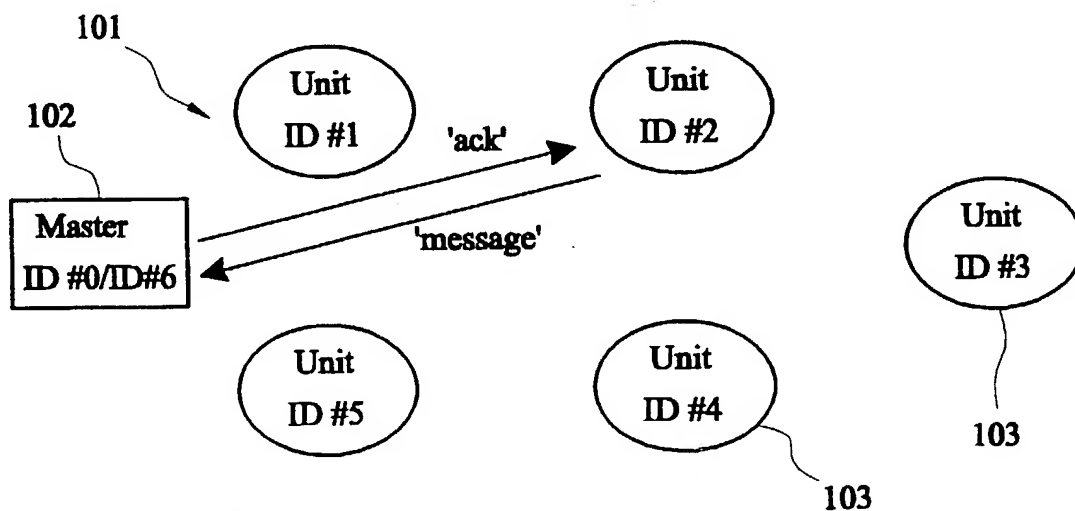 101
Unit
ID #1
Unit
ID #2
102
'ack'
Master
ID #0/ID#6
'message'
Unit
ID #3
Unit
ID #5
Unit
ID #4
103
103